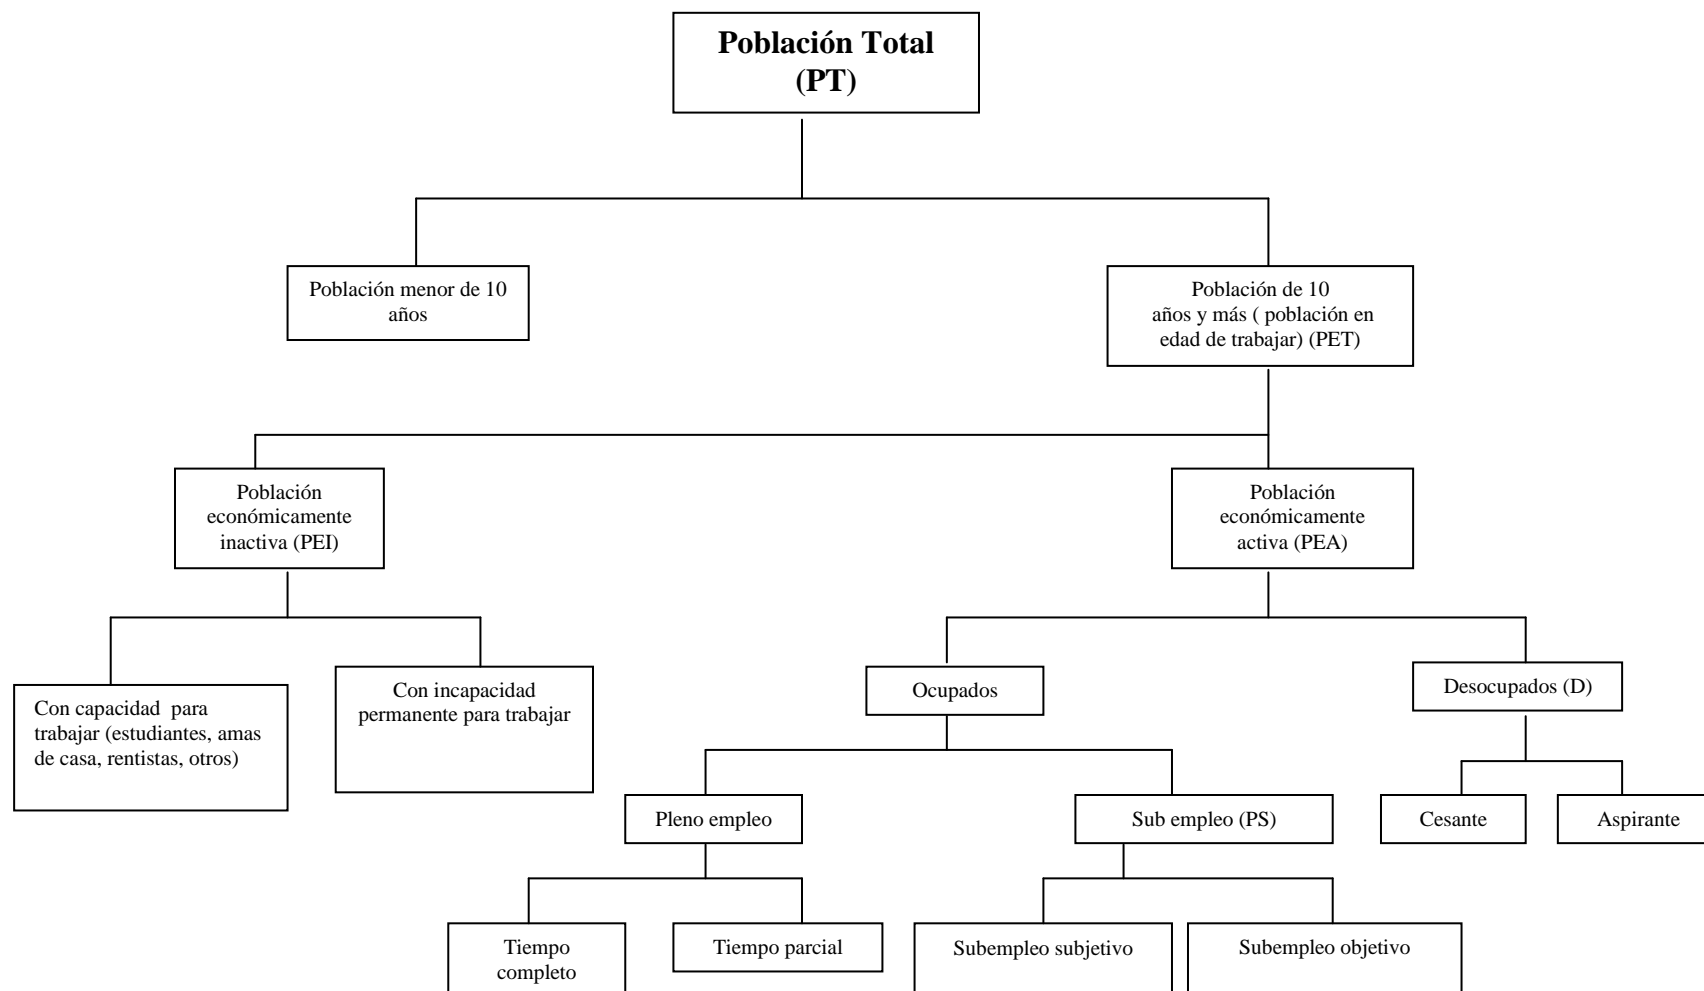 Población Total
(PT)
Población menor de 10
años
Población de 10
años y más ( población en
edad de trabajar) (PET)
Población
económicamente
inactiva (PEI)
Población
económicamente
activa (PEA)
Con capacidad para
trabajar (estudiantes, amas
de casa, rentistas, otros)
Con incapacidad
permanente para trabajar
Ocupados
Desocupados (D)
Pleno empleo
Sub empleo (PS)
Cesante
Aspirante
Tiempo
completo
Tiempo parcial
Subempleo subjetivo
Subempleo objetivo